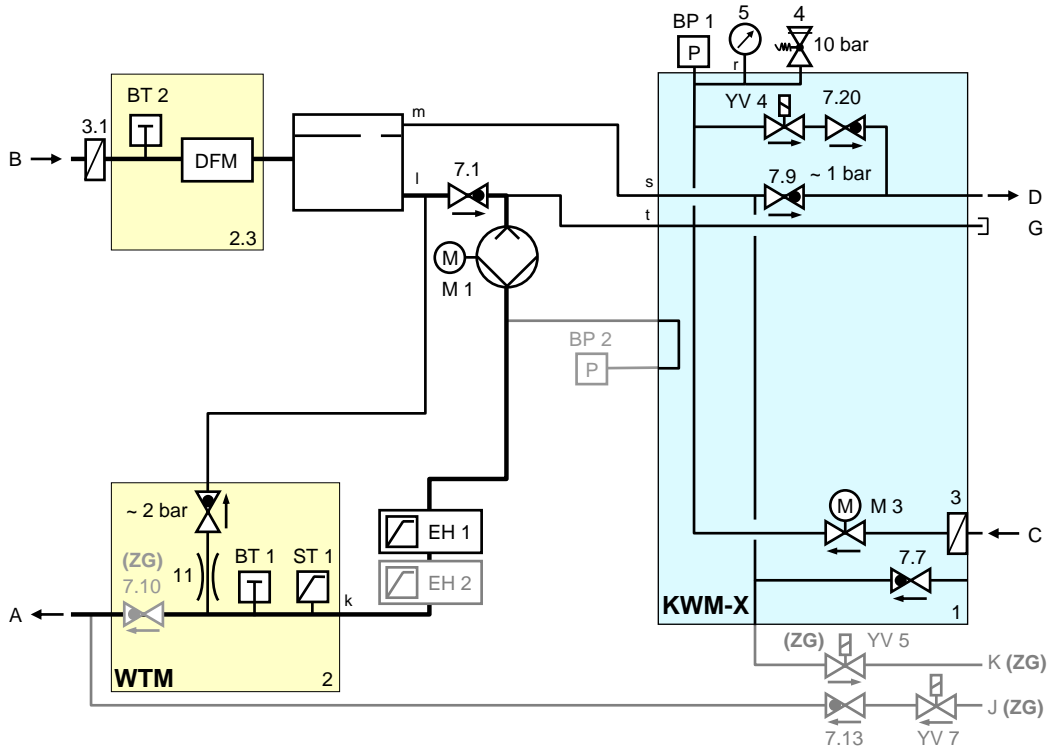 BP 1
5
4
P
r
10 bar
BT 2
3.1
YV 4
7.20
m
B
DFM
7.1
l
s
7.9
~ 1 bar
D
t
G
2.3
M
M 1
BP 2
P
~ 2 bar
M
M 3
3
C
EH 1
(ZG)
7.10
11
BT 1
ST 1
EH 2
7.7
k
A
KWM-X
1
WTM
2
(ZG)
YV 5
K (ZG)
J (ZG)
7.13
YV 7